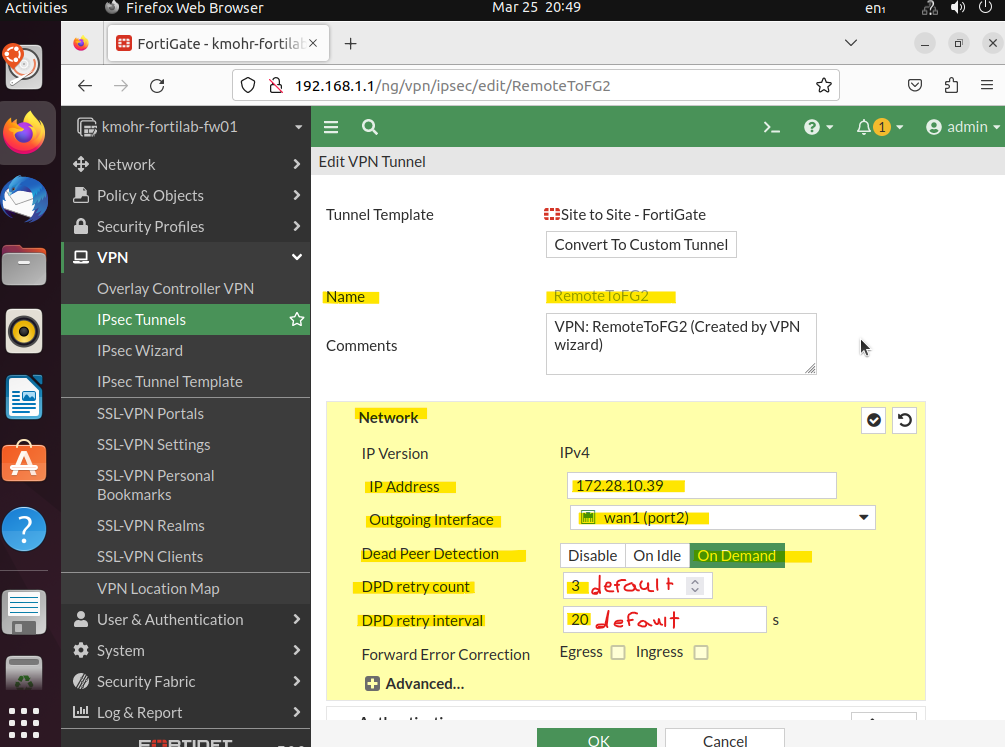 Activities Firefox Web Browser Mar 25 20:49 en₁
FortiGate - kmohr-fortilab
192.168.1.1/ng/vpn/ipsec/edit/RemoteToFG2
kmohr-fortilab-fw01
1 admin
Network
Policy & Objects
Security Profiles
VPN
Overlay Controller VPN
IPsec Tunnels
IPsec Wizard
IPsec Tunnel Template
SSL-VPN Portals
SSL-VPN Settings
SSL-VPN Personal
Bookmarks
SSL-VPN Realms
SSL-VPN Clients
VPN Location Map
User & Authentication
System
Security Fabric
Log & Report
FORTINET
Edit VPN Tunnel
Tunnel Template Site to Site - FortiGate
Convert To Custom Tunnel
Name RemoteToFG2
Comments VPN: RemoteToFG2 (Created by VPN
wizard)
Network
IP Version IPv4
IP Address 172.28.10.39
Outgoing Interface wan1 (port2)
Dead Peer Detection Disable On Idle On Demand
DPD retry count 3 default
DPD retry interval 20 default s
Forward Error Correction Egress Ingress
Advanced...
OK Cancel